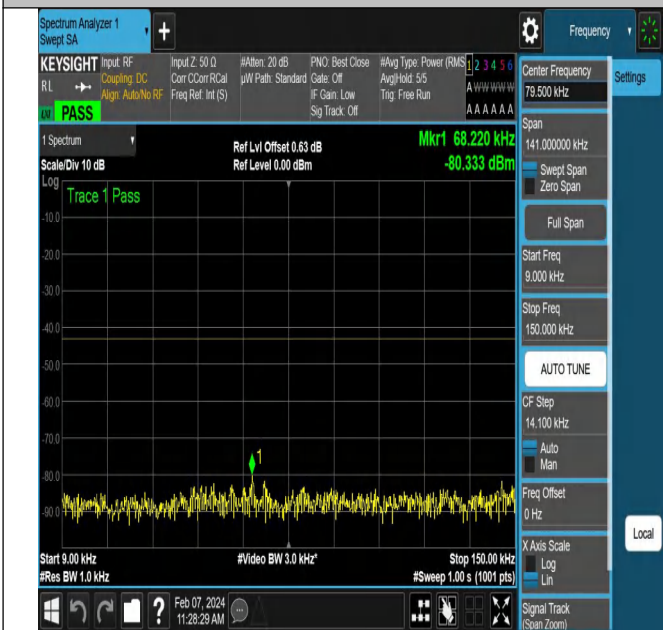 Spectrum Analyzer 1
Swept SA
+
Frequency
KEYSIGHT
RL
LXI
PASS
Input: RF
Coupling: DC
Align: Auto/No RF
Input Z: 50 Ω
Corr CCorr RCal
Freq Ref: Int (S)
#Atten: 20 dB
µW Path: Standard
PNO: Best Close
Gate: Off
IF Gain: Low
Sig Track: Off
#Avg Type: Power (RMS
Avg|Hold: 5/5
Trig: Free Run
1 2 3 4 5 6
A W W W W W
A A A A A A
1 Spectrum
Scale/Div 10 dB
Ref Lvl Offset 0.63 dB
Ref Level 0.00 dBm
Mkr1 68.220 kHz
-80.333 dBm
Log
Trace 1 Pass
-10.0
-20.0
-30.0
-40.0
-50.0
-60.0
-70.0
-80.0
-90.0
1
Start 9.00 kHz
#Res BW 1.0 kHz
#Video BW 3.0 kHz*
Stop 150.00 kHz
#Sweep 1.00 s (1001 pts)
?
Feb 07, 2024
11:28:29 AM
Center Frequency
79.500 kHz
Settings
Span
141.000000 kHz
Swept Span
Zero Span
Full Span
Start Freq
9.000 kHz
Stop Freq
150.000 kHz
AUTO TUNE
CF Step
14.100 kHz
Auto
Man
Freq Offset
0 Hz
Local
X Axis Scale
Log
Lin
Signal Track
(Span Zoom)